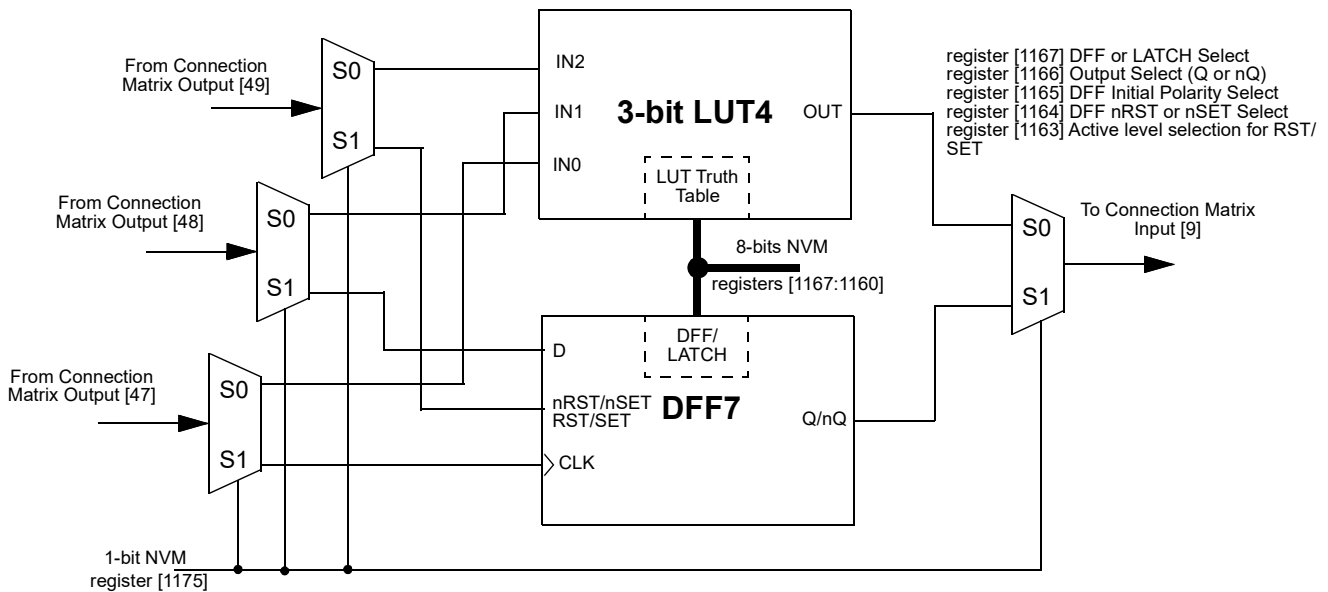 From Connection
Matrix Output [49]
S0
S1
IN2
IN1
IN0
3-bit LUT4
OUT
LUT Truth
Table
register [1167] DFF or LATCH Select
register [1166] Output Select (Q or nQ)
register [1165] DFF Initial Polarity Select
register [1164] DFF nRST or nSET Select
register [1163] Active level selection for RST/
SET
From Connection
Matrix Output [48]
S0
S1
8-bits NVM
registers [1167:1160]
To Connection Matrix
Input [9]
S0
S1
From Connection
Matrix Output [47]
S0
S1
DFF/
LATCH
D
nRST/nSET
RST/SET
DFF7
Q/nQ
CLK
1-bit NVM
register [1175]